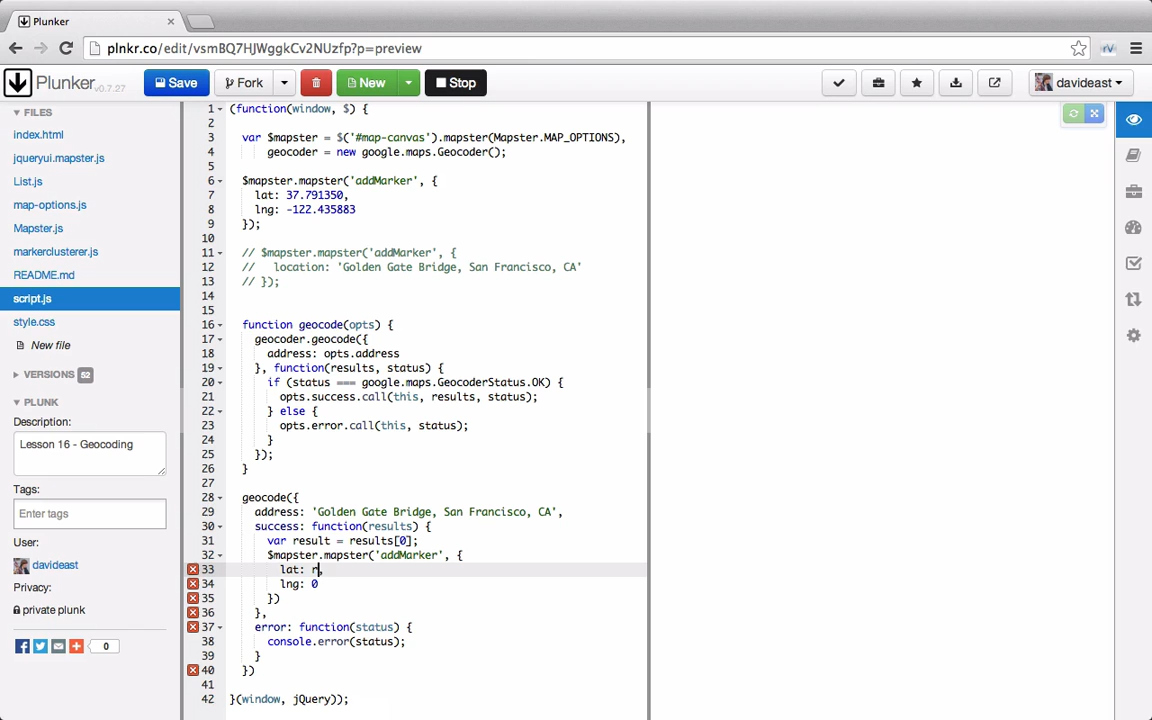 Plunker
plnkr.co/edit/vsmBQ7HJWggkCv2NUzfp?p=preview
Plunker v0.7.27
Save
Fork
New
Stop
davideast
FILES
index.html
jqueryui.mapster.js
List.js
map-options.js
Mapster.js
markerclusterer.js
README.md
script.js
style.css
New file
VERSIONS 52
PLUNK
Description:
Lesson 16 - Geocoding
Tags:
Enter tags
User:
davideast
Privacy:
private plunk
0
1 (function(window, $) {
2
3 var $mapster = $('#map-canvas').mapster(Mapster.MAP_OPTIONS),
4 geocoder = new google.maps.Geocoder();
5
6 $mapster.mapster('addMarker', {
7 lat: 37.791350,
8 lng: -122.435883
9 });
10
11 // $mapster.mapster('addMarker', {
12 // location: 'Golden Gate Bridge, San Francisco, CA'
13 // });
14
15
16 function geocode(opts) {
17 geocoder.geocode({
18 address: opts.address
19 }, function(results, status) {
20 if (status === google.maps.GeocoderStatus.OK) {
21 opts.success.call(this, results, status);
22 } else {
23 opts.error.call(this, status);
24 }
25 });
26 }
27
28 geocode({
29 address: 'Golden Gate Bridge, San Francisco, CA',
30 success: function(results) {
31 var result = results[0];
32 $mapster.mapster('addMarker', {
33 lat: r,
34 lng: 0
35 })
36 },
37 error: function(status) {
38 console.error(status);
39 }
40 })
41
42 }(window, jQuery));